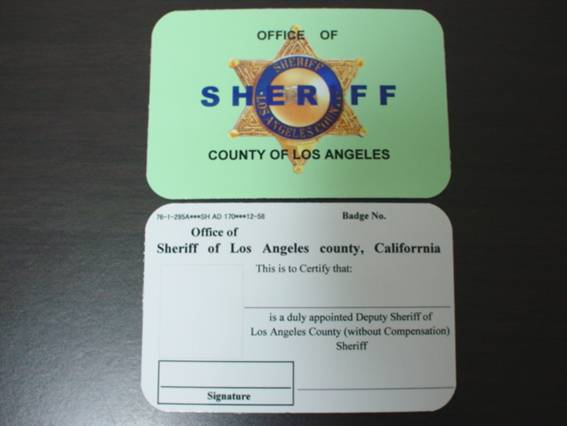 OFFICE OF
SHERIFF
LOS ANGELES COUNTY
SHERIFF
COUNTY OF LOS ANGELES
76-1-295A***SH AD 170***12-58
Badge No.
Office of
Sheriff of Los Angeles county, Califorrnia
This is to Certify that:
is a duly appointed Deputy Sheriff of
Los Angeles County (without Compensation)
Sheriff
Signature